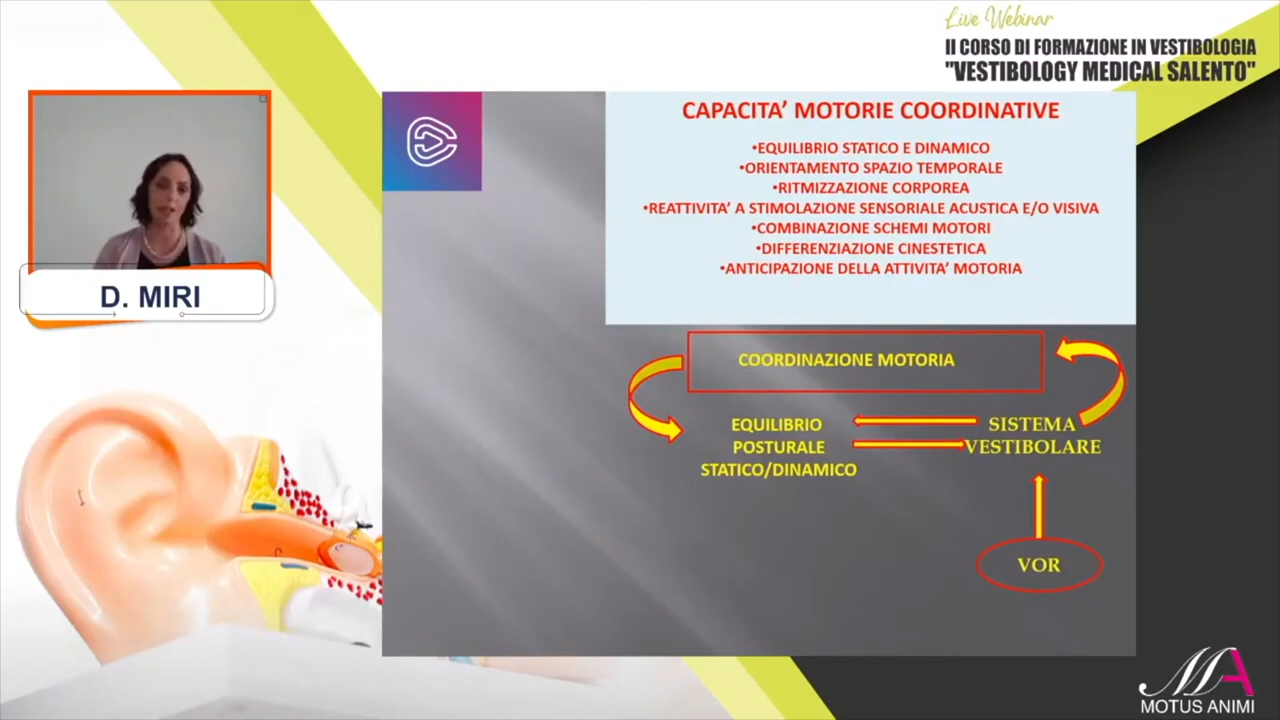 Live Webinar
II CORSO DI FORMAZIONE IN VESTIBOLOGIA
"VESTIBOLOGY MEDICAL SALENTO"
D. MIRI
CAPACITA' MOTORIE COORDINATIVE
•EQUILIBRIO STATICO E DINAMICO
•ORIENTAMENTO SPAZIO TEMPORALE
•RITMIZZAZIONE CORPOREA
•REATTIVITA' A STIMOLAZIONE SENSORIALE ACUSTICA E/O VISIVA
•COMBINAZIONE SCHEMI MOTORI
•DIFFERENZIAZIONE CINESTETICA
•ANTICIPAZIONE DELLA ATTIVITA' MOTORIA
COORDINAZIONE MOTORIA
EQUILIBRIO
POSTURALE
STATICO/DINAMICO
SISTEMA
VESTIBOLARE
VOR
MA
MOTUS ANIMI